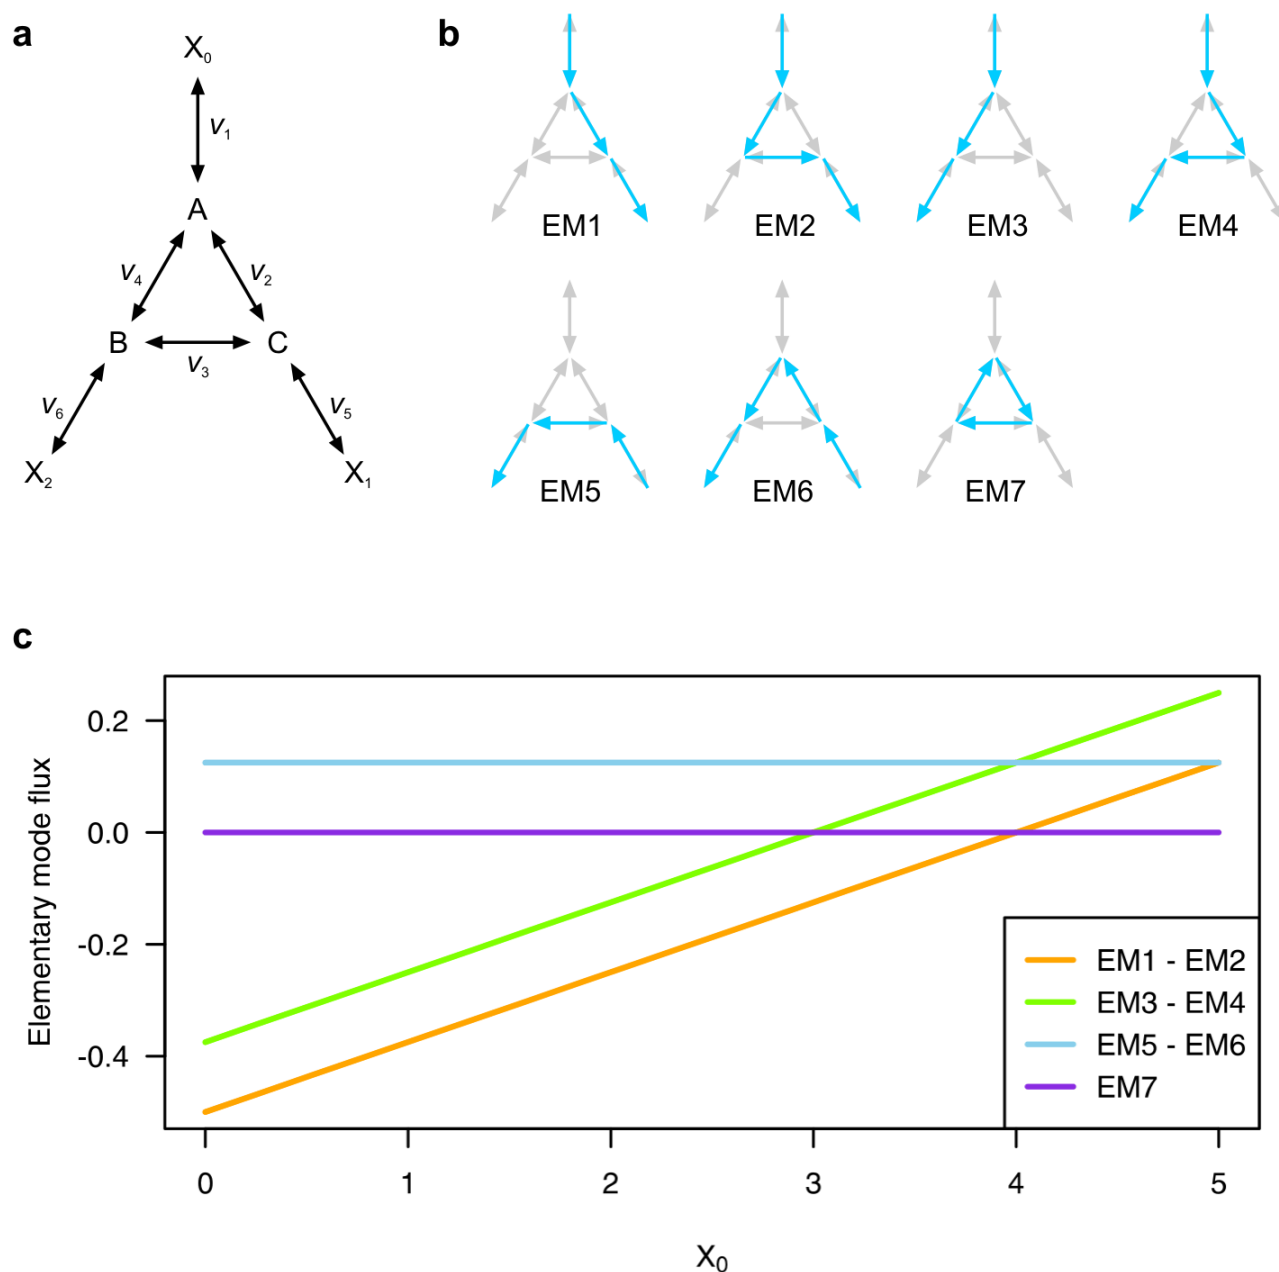 a
X₀
v₁
A
v₄
v₂
B
C
v₃
v₆
v₅
X₂
X₁
b
EM1
EM2
EM3
EM4
EM5
EM6
EM7
c
Elementary mode flux
0.2
0.0
-0.2
-0.4
EM1 - EM2
EM3 - EM4
EM5 - EM6
EM7
0 1 2 3 4 5
X₀